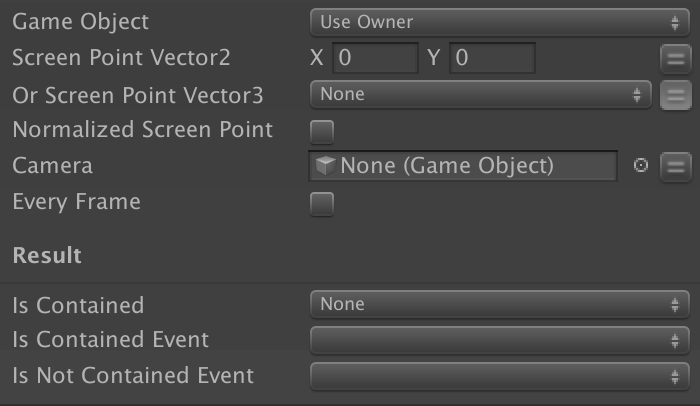 Game Object Use Owner
Screen Point Vector2 X 0 Y 0
Or Screen Point Vector3 None
Normalized Screen Point
Camera None (Game Object)
Every Frame
Result
Is Contained None
Is Contained Event
Is Not Contained Event